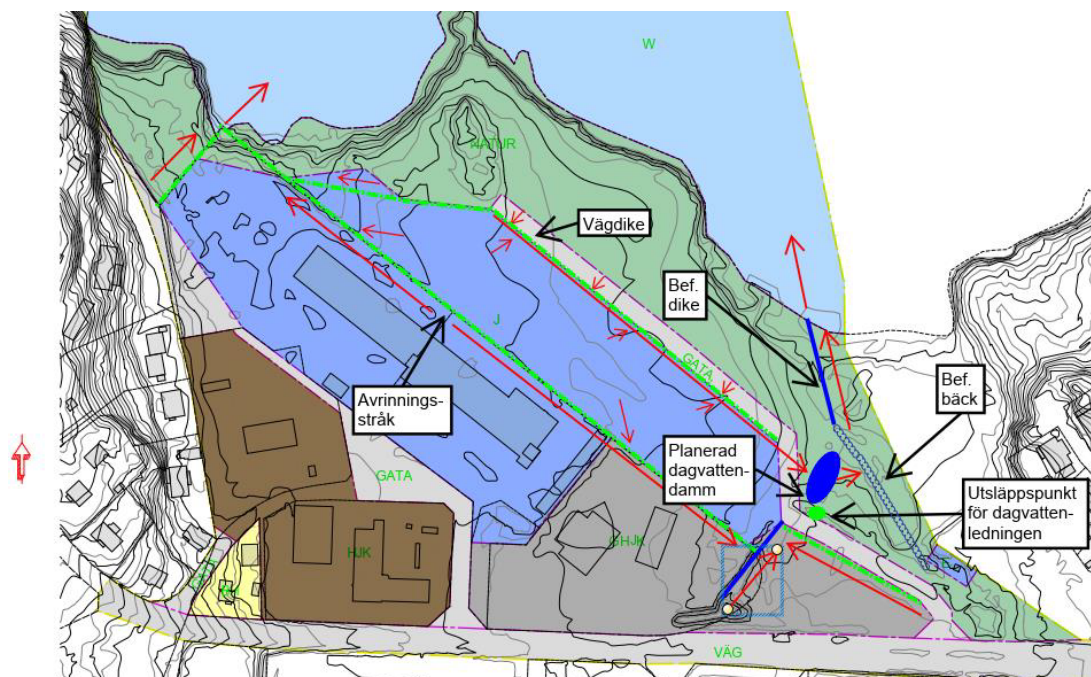 W
NATUR
Vägdike
Bef.
dike
J
GATA
Avrinnings-
stråk
Bef.
bäck
Planerad
dagvatten-
damm
GATA
Utsläppspunkt
för dagvatten-
ledningen
HJK
GHJK
VÄG